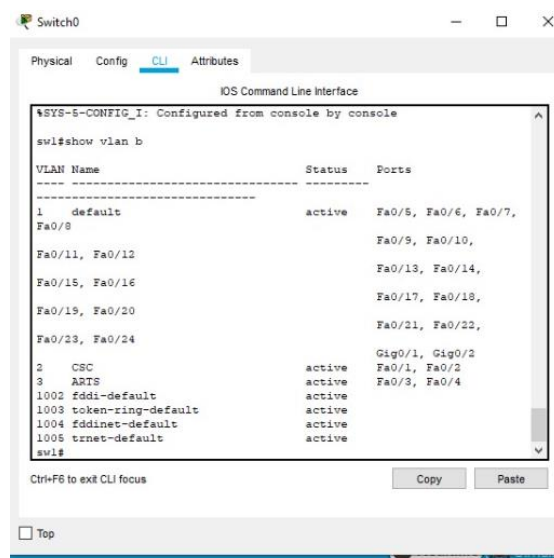 Switch0
Physical Config CLI Attributes
IOS Command Line Interface
%SYS-5-CONFIG_I: Configured from console by console
sw1#show vlan b
VLAN Name Status Ports
---- -------------------------------- ---------
-------------------------------
1 default active Fa0/5, Fa0/6, Fa0/7,
Fa0/8
Fa0/9, Fa0/10,
Fa0/11, Fa0/12
Fa0/13, Fa0/14,
Fa0/15, Fa0/16
Fa0/17, Fa0/18,
Fa0/19, Fa0/20
Fa0/21, Fa0/22,
Fa0/23, Fa0/24
Gig0/1, Gig0/2
2 CSC active Fa0/1, Fa0/2
3 ARTS active Fa0/3, Fa0/4
1002 fddi-default active
1003 token-ring-default active
1004 fddinet-default active
1005 trnet-default active
sw1#
Ctrl+F6 to exit CLI focus Copy Paste
Top